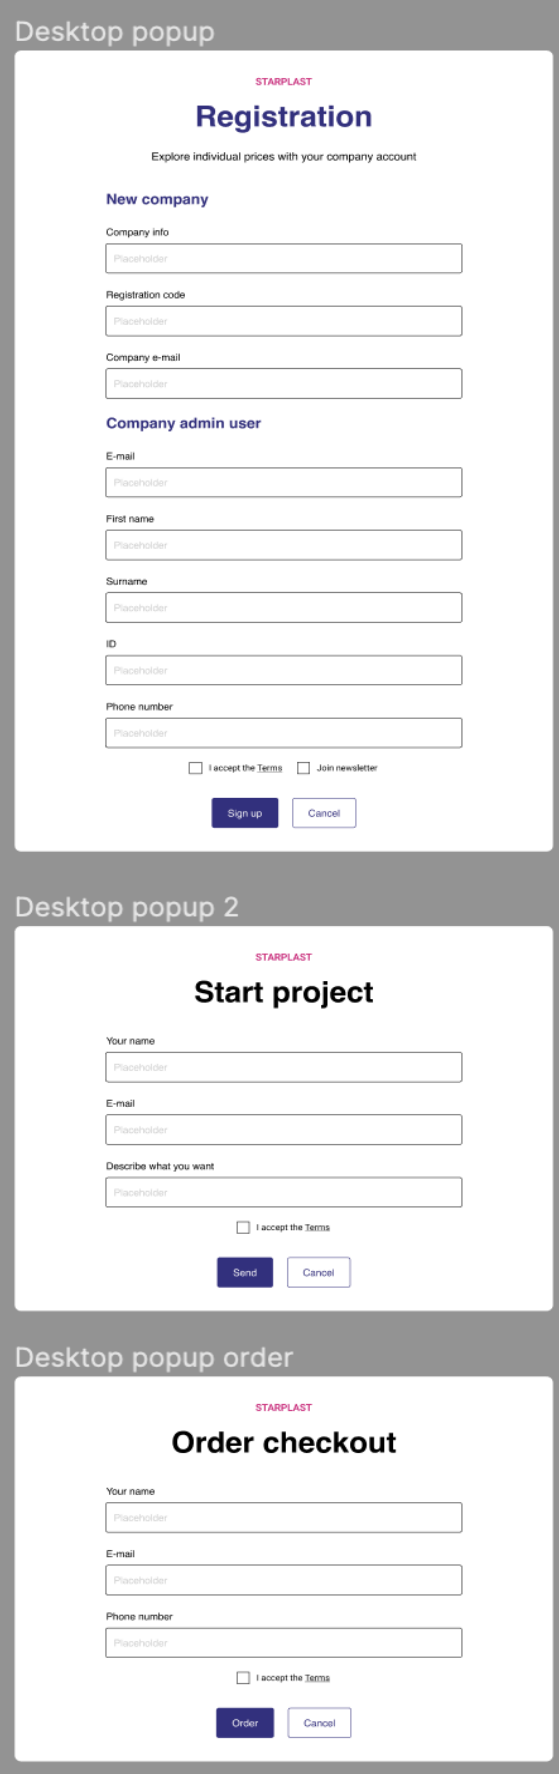 Desktop popup
STARPLAST
Registration
Explore individual prices with your company account
New company
Company info
Placeholder
Registration code
Placeholder
Company e-mail
Placeholder
Company admin user
E-mail
Placeholder
First name
Placeholder
Surname
Placeholder
ID
Placeholder
Phone number
Placeholder
I accept the Terms Join newsletter
Sign up Cancel
Desktop popup 2
STARPLAST
Start project
Your name
Placeholder
E-mail
Placeholder
Describe what you want
Placeholder
I accept the Terms
Send Cancel
Desktop popup order
STARPLAST
Order checkout
Your name
Placeholder
E-mail
Placeholder
Phone number
Placeholder
I accept the Terms
Order Cancel